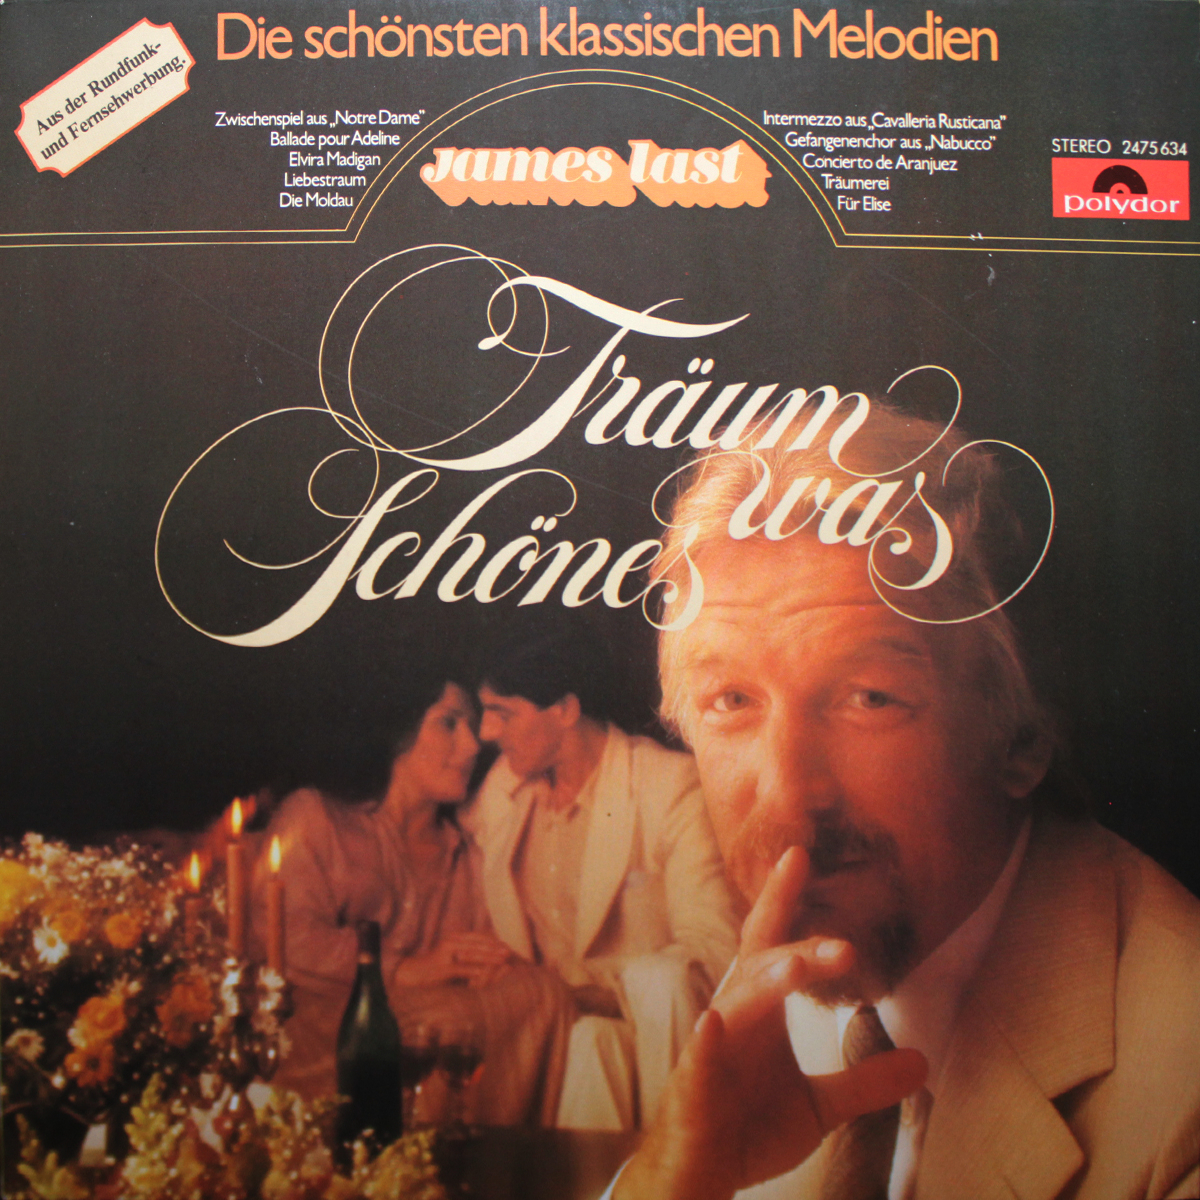 Die schönsten klassischen Melodien
Aus der Rundfunk-
und Fernsehwerbung.
Zwischenspiel aus „Notre Dame”
Ballade pour Adeline
Elvira Madigan
Liebestraum
Die Moldau
james last
Intermezzo aus „Cavalleria Rusticana”
Gefangenenchor aus „Nabucco”
Concierto de Aranjuez
Träumerei
Für Elise
STEREO 2475 634
polydor
Träum
was
Schönes